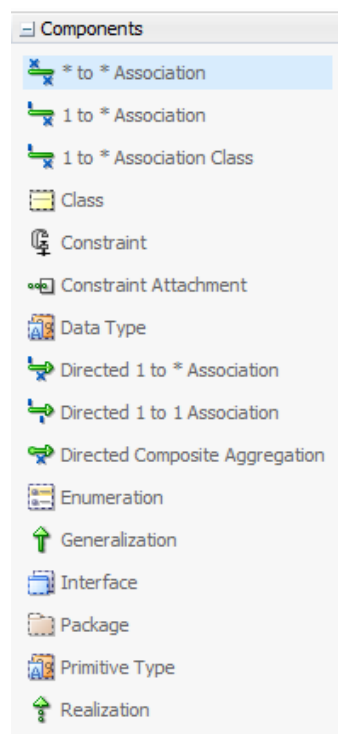 Components
* to * Association
1 to * Association
1 to * Association Class
Class
Constraint
Constraint Attachment
Data Type
Directed 1 to * Association
Directed 1 to 1 Association
Directed Composite Aggregation
Enumeration
Generalization
Interface
Package
Primitive Type
Realization